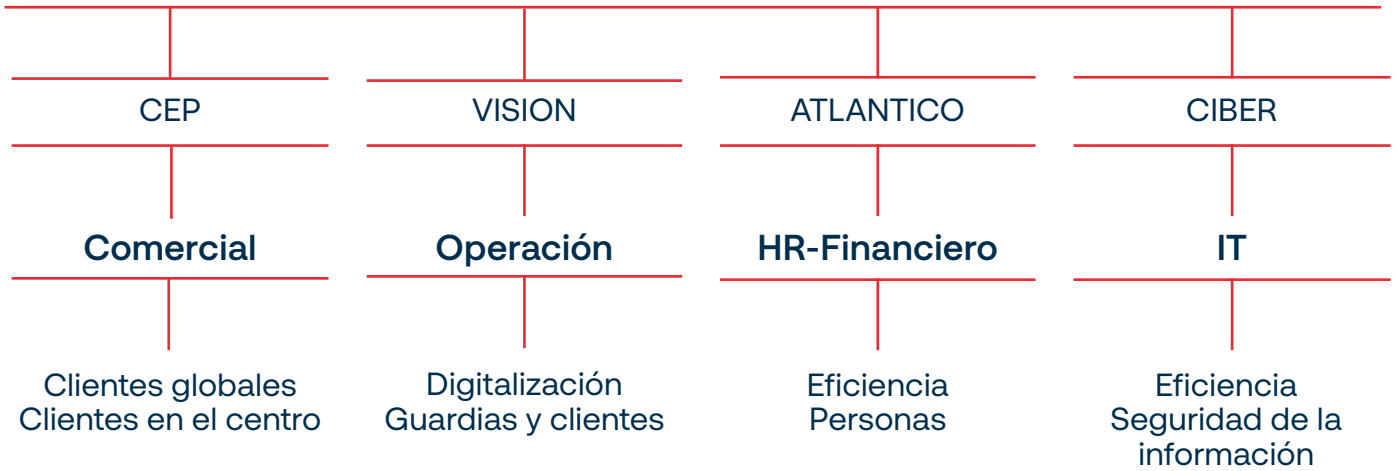 CEP
VISION
ATLANTICO
CIBER
Comercial
Operación
HR-Financiero
IT
Clientes globales
Clientes en el centro
Digitalización
Guardias y clientes
Eficiencia
Personas
Eficiencia
Seguridad de la
información